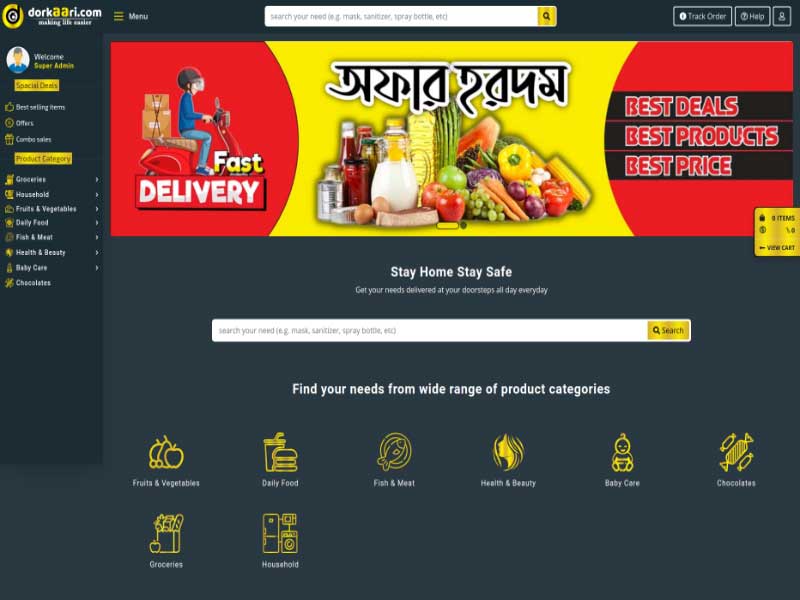 dorkaari.com
making life easier
Menu
search your need (e.g. mask, sanitizer, spray bottle, etc)
Track Order
Help
Welcome
Super Admin
Special Deals
Best selling items
Offers
Combo sales
Product Category
Groceries
Household
Fruits & Vegetables
Daily Food
Fish & Meat
Health & Beauty
Baby Care
Chocolates
Fast
DELIVERY
অফার হরদম
BEST DEALS
BEST PRODUCTS
BEST PRICE
0 ITEMS
৳ 0
VIEW CART
Stay Home Stay Safe
Get your needs delivered at your doorsteps all day everyday
search your need (e.g. mask, sanitizer, spray bottle, etc)
Search
Find your needs from wide range of product categories
Fruits & Vegetables
Daily Food
Fish & Meat
Health & Beauty
Baby Care
Chocolates
Groceries
Household